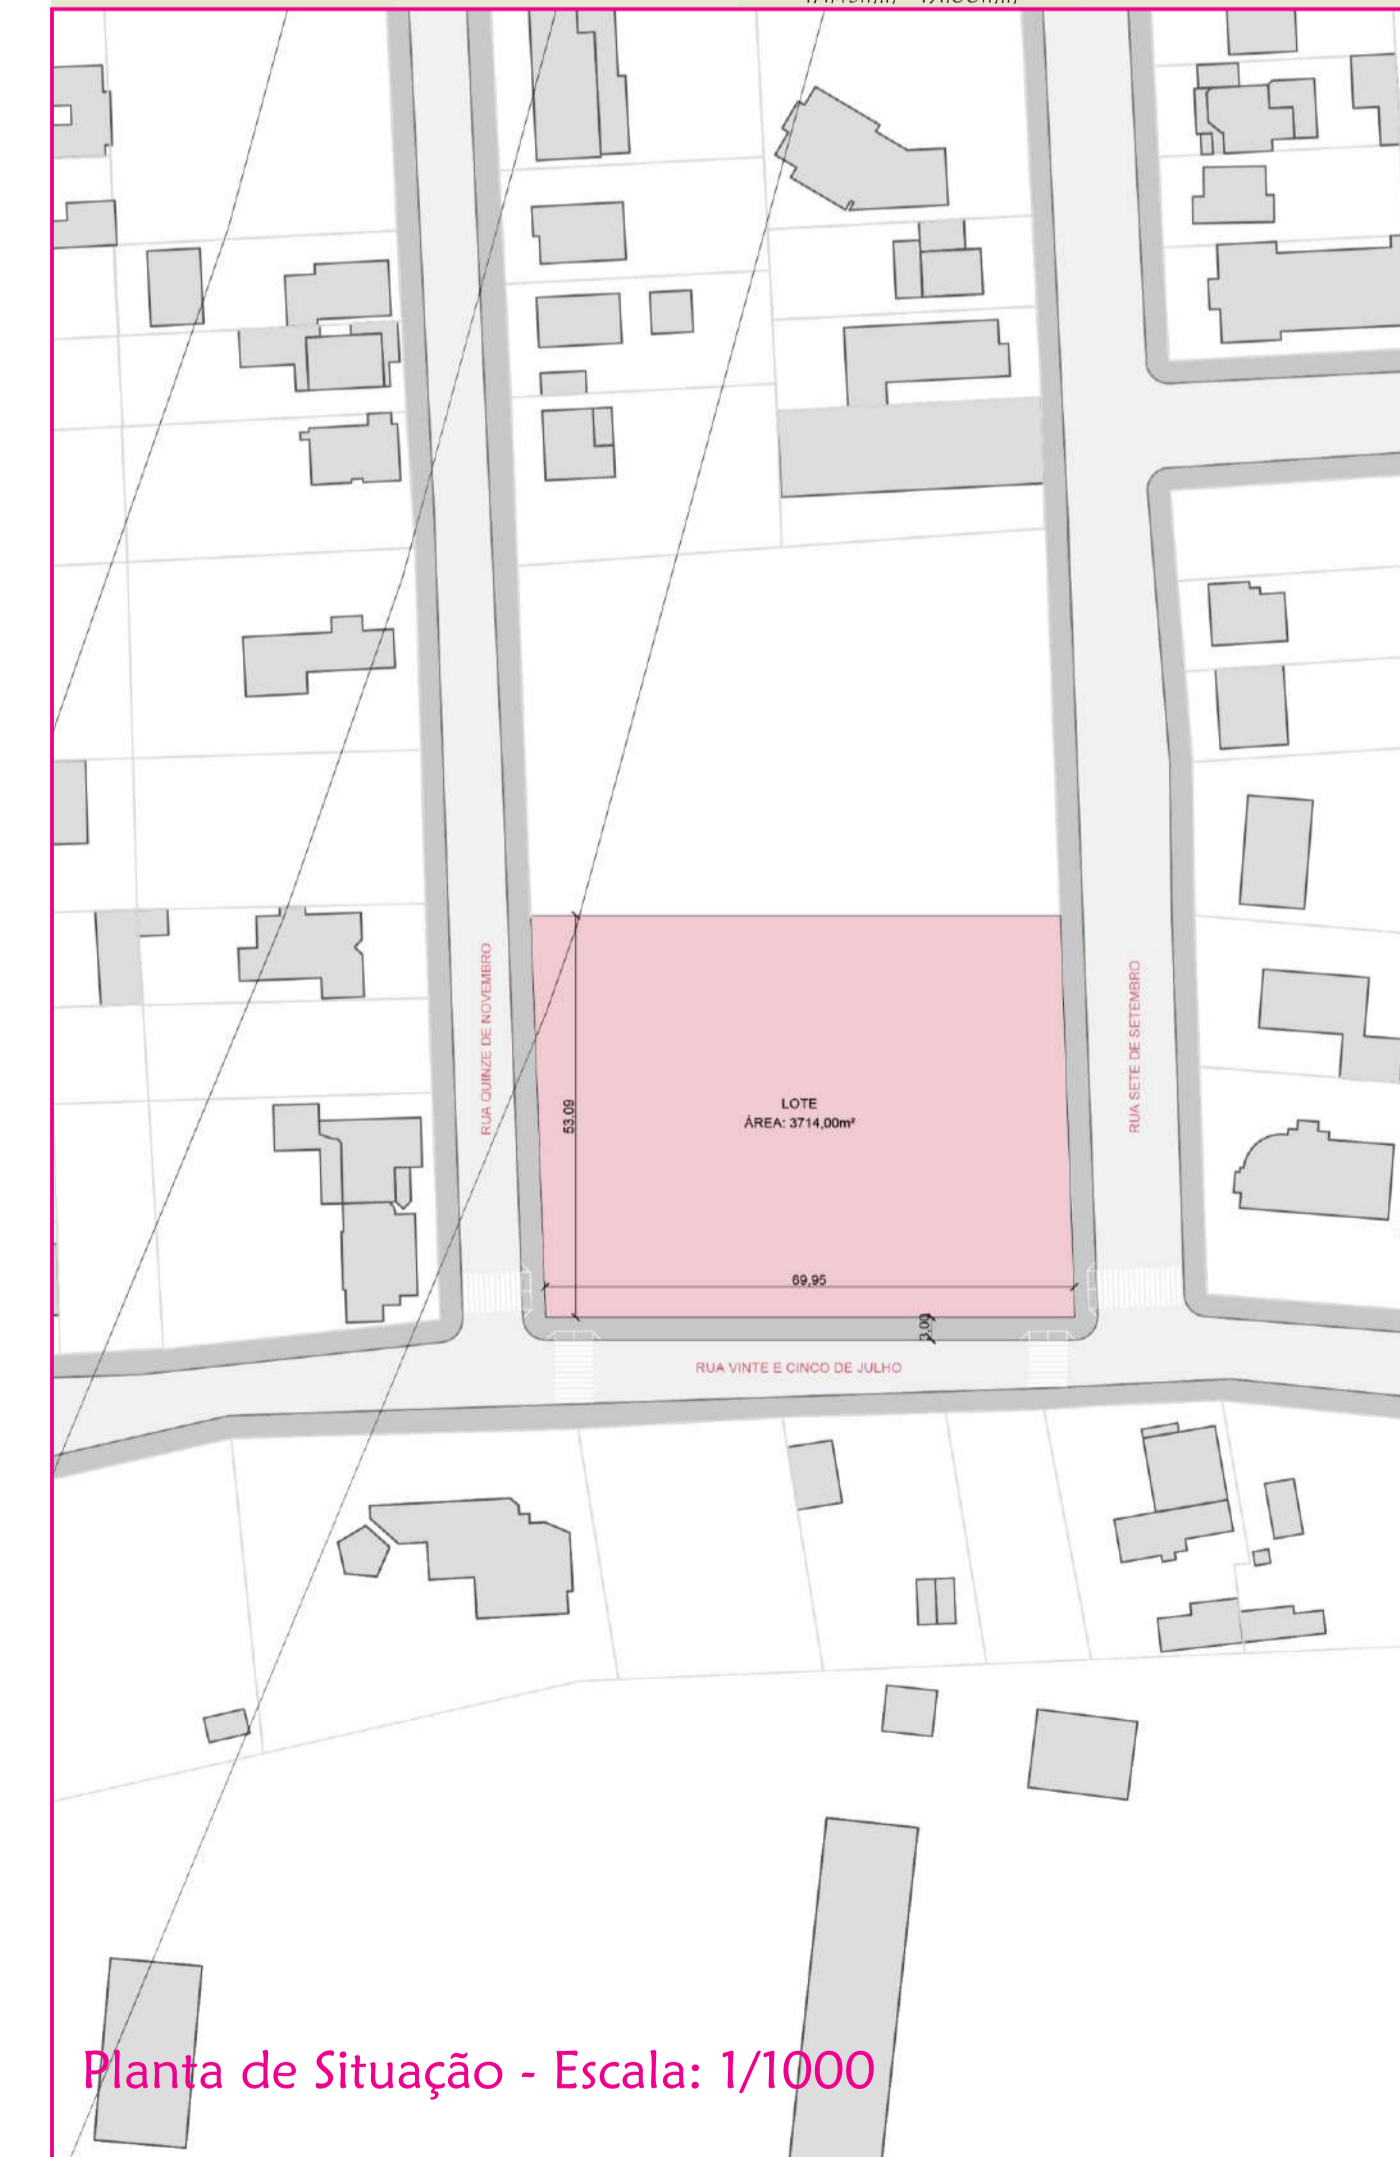 RUA QUINZE DE NOVEMBRO
RUA SETE DE SETEMBRO
53,09
LOTE
ÁREA: 3714,00m²
69,95
3,00
RUA VINTE E CINCO DE JULHO
Planta de Situação - Escala: 1/1000